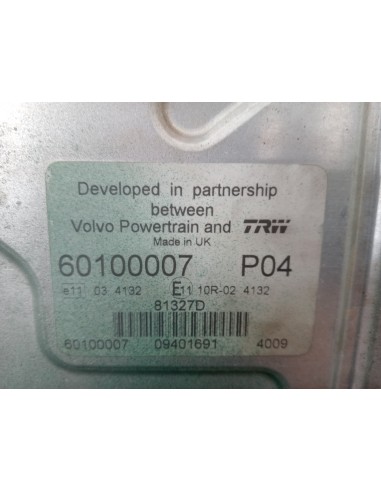 Developed in partnership
between
Volvo Powertrain and TRW
Made in UK
60100007 P04
e11 03 4132 E11 10R-02 4132
81327D
60100007 09401691 4009